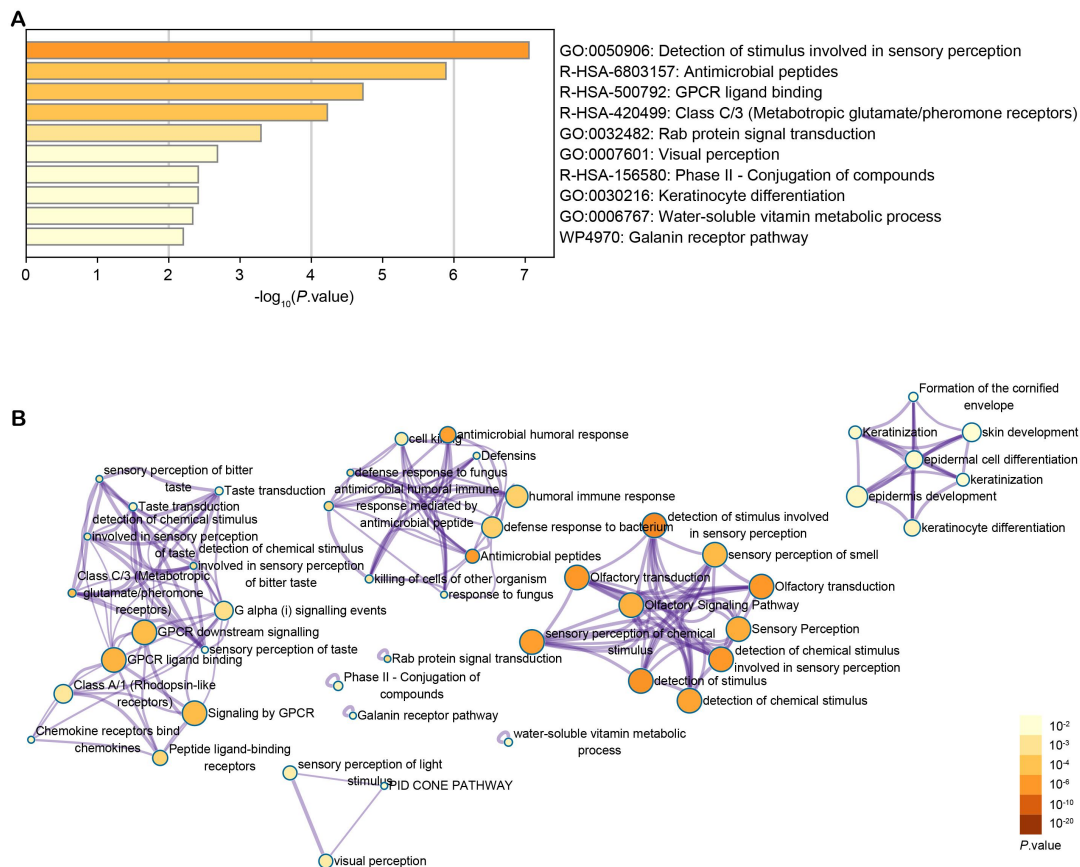 A
GO:0050906: Detection of stimulus involved in sensory perception
R-HSA-6803157: Antimicrobial peptides
R-HSA-500792: GPCR ligand binding
R-HSA-420499: Class C/3 (Metabotropic glutamate/pheromone receptors)
GO:0032482: Rab protein signal transduction
GO:0007601: Visual perception
R-HSA-156580: Phase II - Conjugation of compounds
GO:0030216: Keratinocyte differentiation
GO:0006767: Water-soluble vitamin metabolic process
WP4970: Galanin receptor pathway
0 1 2 3 4 5 6 7
-log10(P.value)
B
sensory perception of bitter
taste
Taste transduction
Taste transduction
detection of chemical stimulus
involved in sensory perception
of taste
detection of chemical stimulus
involved in sensory perception
of bitter taste
Class C/3 (Metabotropic
glutamate/pheromone
receptors)
G alpha (i) signalling events
GPCR downstream signalling
sensory perception of taste
GPCR ligand binding
Class A/1 (Rhodopsin-like
receptors)
Signaling by GPCR
Chemokine receptors bind
chemokines
Peptide ligand-binding
receptors
cell killing
antimicrobial humoral response
Defensins
defense response to fungus
antimicrobial humoral immune
response mediated by
antimicrobial peptide
humoral immune response
defense response to bacterium
Antimicrobial peptides
killing of cells of other organism
response to fungus
detection of stimulus involved
in sensory perception
sensory perception of smell
Olfactory transduction
Olfactory transduction
Olfactory Signaling Pathway
Sensory Perception
sensory perception of chemical
stimulus
detection of chemical stimulus
involved in sensory perception
detection of stimulus
detection of chemical stimulus
Formation of the cornified
envelope
Keratinization
skin development
epidermal cell differentiation
keratinization
epidermis development
keratinocyte differentiation
Rab protein signal transduction
Phase II - Conjugation of
compounds
Galanin receptor pathway
water-soluble vitamin metabolic
process
sensory perception of light
stimulus
PID CONE PATHWAY
visual perception
10-2
10-3
10-4
10-6
10-10
10-20
P.value